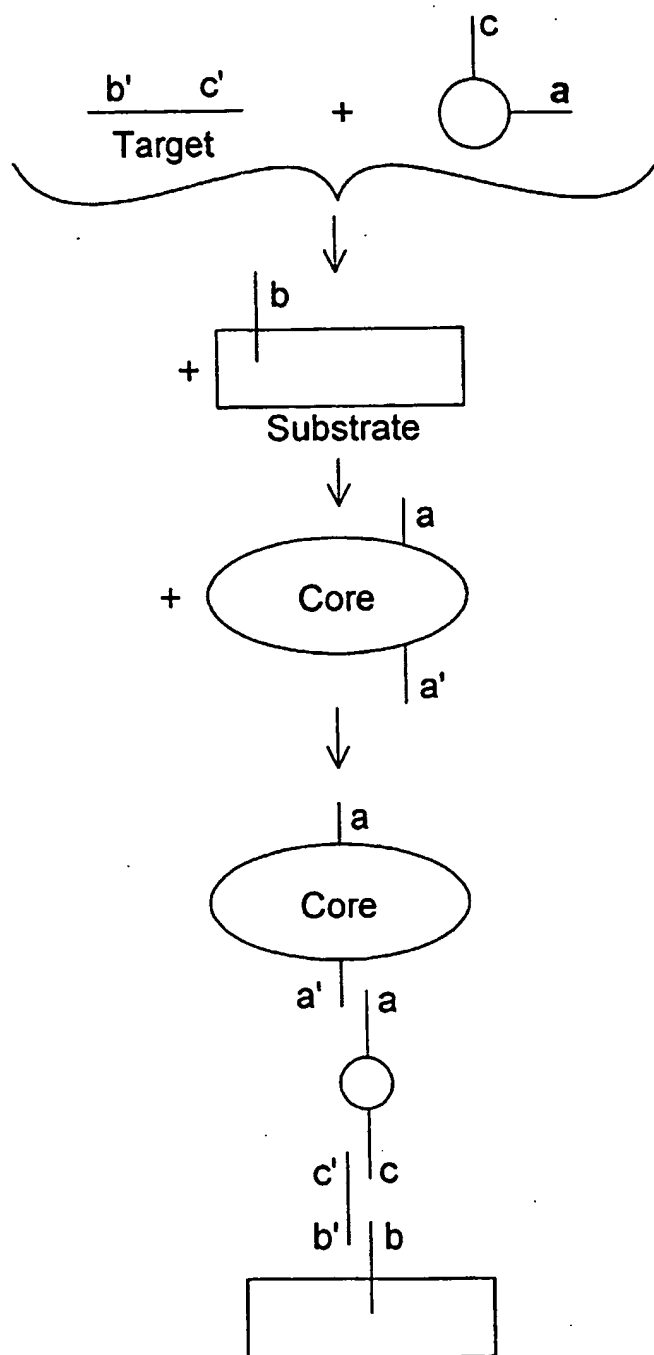 c
b' c' + a
Target
b
+
Substrate
a
+ Core
a'
a
Core
a' a
c' c
b' b